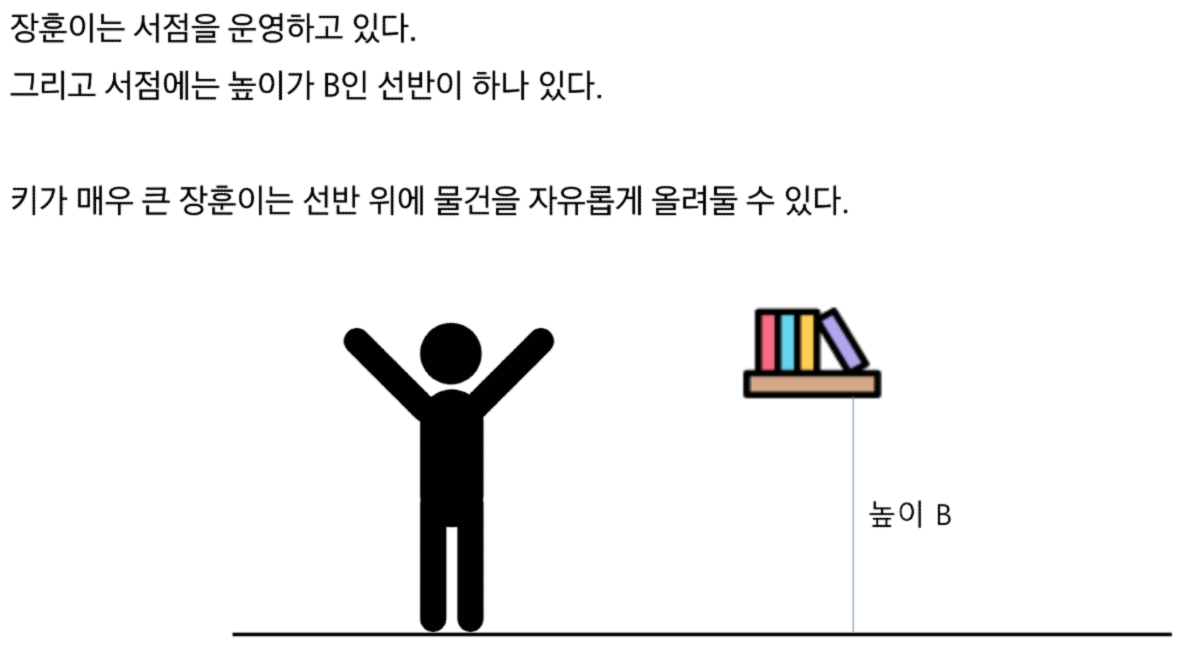 장훈이는 서점을 운영하고 있다.
그리고 서점에는 높이가 B인 선반이 하나 있다.
키가 매우 큰 장훈이는 선반 위에 물건을 자유롭게 올려둘 수 있다.
높이 B